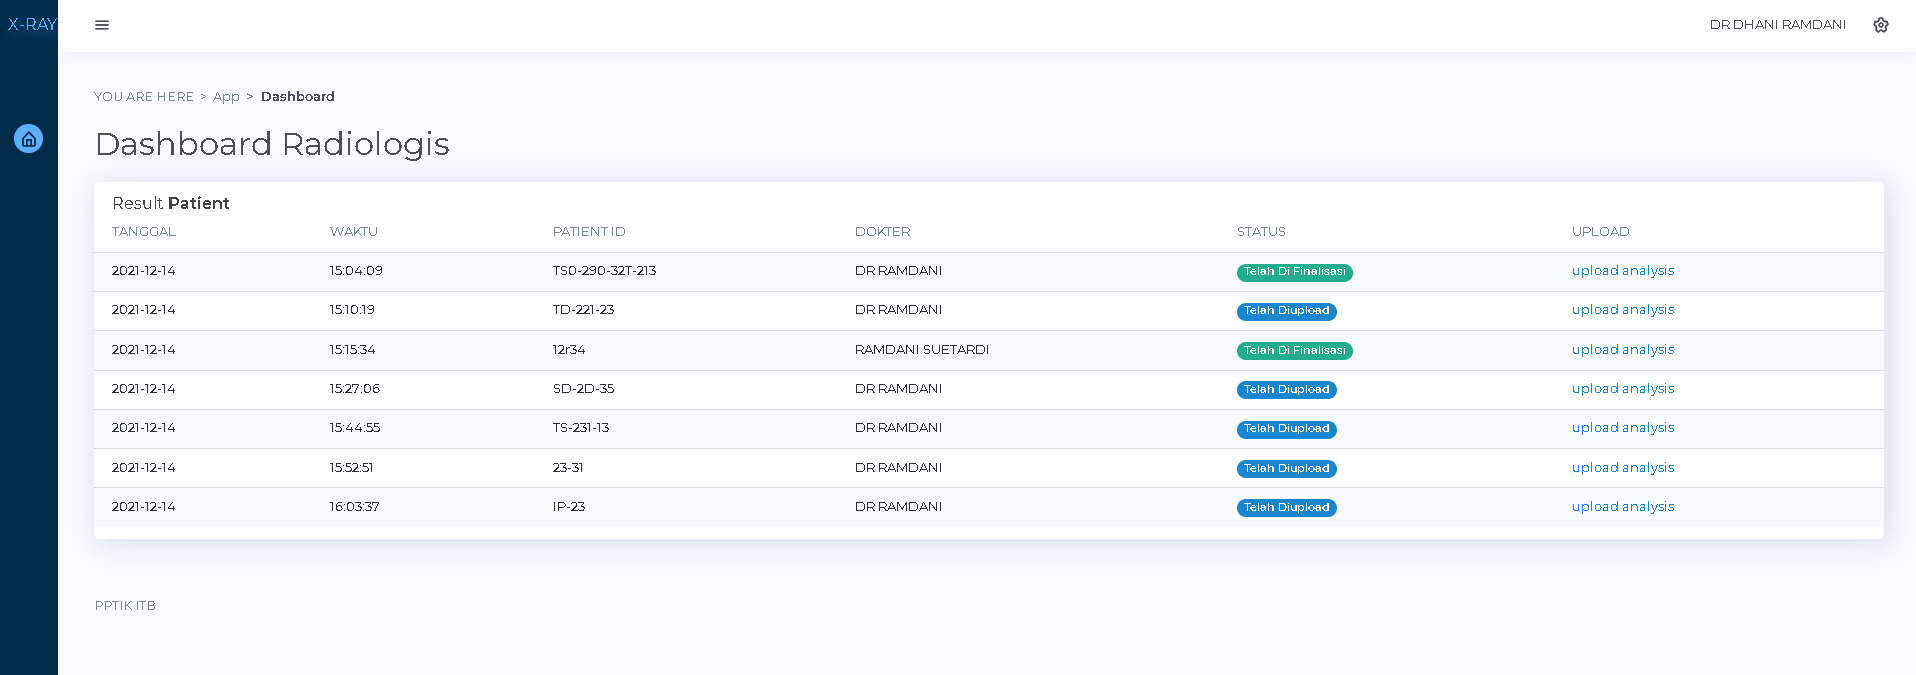 X-RAY
DR DHANI RAMDANI
YOU ARE HERE > App > Dashboard
Dashboard Radiologis
Result Patient
TANGGAL WAKTU PATIENT ID DOKTER STATUS UPLOAD
2021-12-14 15:04:09 TS0-290-32T-213 DR RAMDANI Telah Di Finalisasi upload analysis
2021-12-14 15:10:19 TD-221-23 DR RAMDANI Telah Diupload upload analysis
2021-12-14 15:15:34 12r34 RAMDANI SUETARDI Telah Di Finalisasi upload analysis
2021-12-14 15:27:06 SD-2D-35 DR RAMDANI Telah Diupload upload analysis
2021-12-14 15:44:55 TS-231-13 DR RAMDANI Telah Diupload upload analysis
2021-12-14 15:52:51 23-31 DR RAMDANI Telah Diupload upload analysis
2021-12-14 16:03:37 IP-23 DR RAMDANI Telah Diupload upload analysis
PPTIK ITB